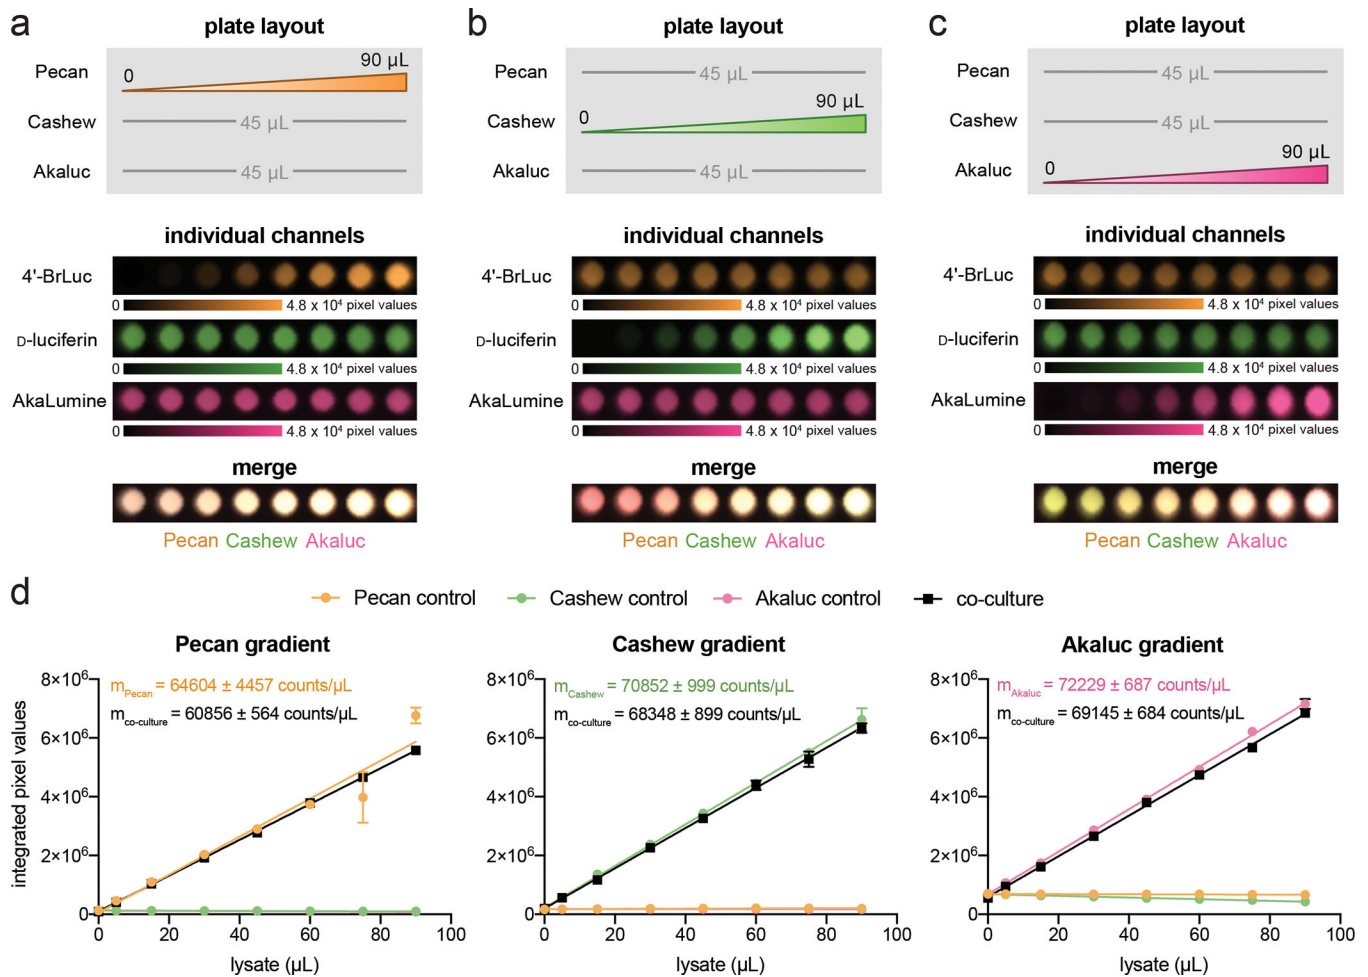 a
plate layout
Pecan
0
90 µL
Cashew
45 µL
Akaluc
45 µL
individual channels
4'-BrLuc
0
4.8 x 10⁴ pixel values
D-luciferin
0
4.8 x 10⁴ pixel values
AkaLumine
0
4.8 x 10⁴ pixel values
merge
Pecan Cashew Akaluc
b
plate layout
Pecan
45 µL
Cashew
0
90 µL
Akaluc
45 µL
individual channels
4'-BrLuc
0
4.8 x 10⁴ pixel values
D-luciferin
0
4.8 x 10⁴ pixel values
AkaLumine
0
4.8 x 10⁴ pixel values
merge
Pecan Cashew Akaluc
c
plate layout
Pecan
45 µL
Cashew
45 µL
Akaluc
0
90 µL
individual channels
4'-BrLuc
0
4.8 x 10⁴ pixel values
D-luciferin
0
4.8 x 10⁴ pixel values
AkaLumine
0
4.8 x 10⁴ pixel values
merge
Pecan Cashew Akaluc
d
Pecan control
Cashew control
Akaluc control
co-culture
Pecan gradient
m Pecan = 64604 ± 4457 counts/µL
m co-culture = 60856 ± 564 counts/µL
integrated pixel values
8×10⁶
6×10⁶
4×10⁶
2×10⁶
0
0 20 40 60 80 100
lysate (µL)
Cashew gradient
m Cashew = 70852 ± 999 counts/µL
m co-culture = 68348 ± 899 counts/µL
8×10⁶
6×10⁶
4×10⁶
2×10⁶
0
0 20 40 60 80 100
lysate (µL)
Akaluc gradient
m Akaluc = 72229 ± 687 counts/µL
m co-culture = 69145 ± 684 counts/µL
8×10⁶
6×10⁶
4×10⁶
2×10⁶
0
0 20 40 60 80 100
lysate (µL)